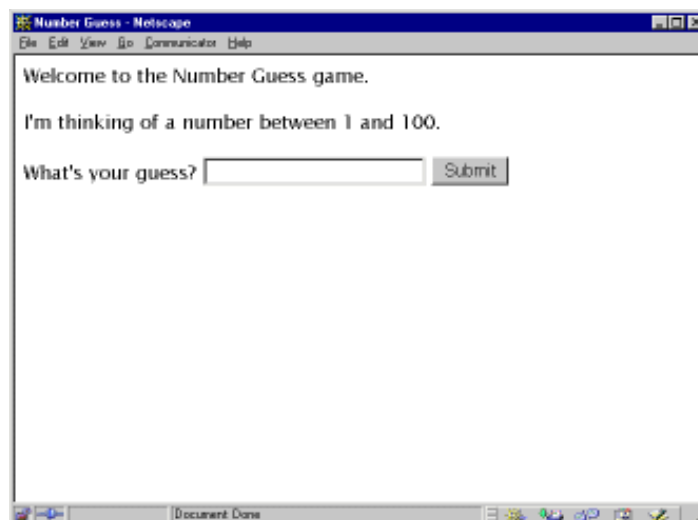 Number Guess - Netscape
File Edit View Go Communicator Help
Welcome to the Number Guess game.
I'm thinking of a number between 1 and 100.
What's your guess? Submit
Document Done